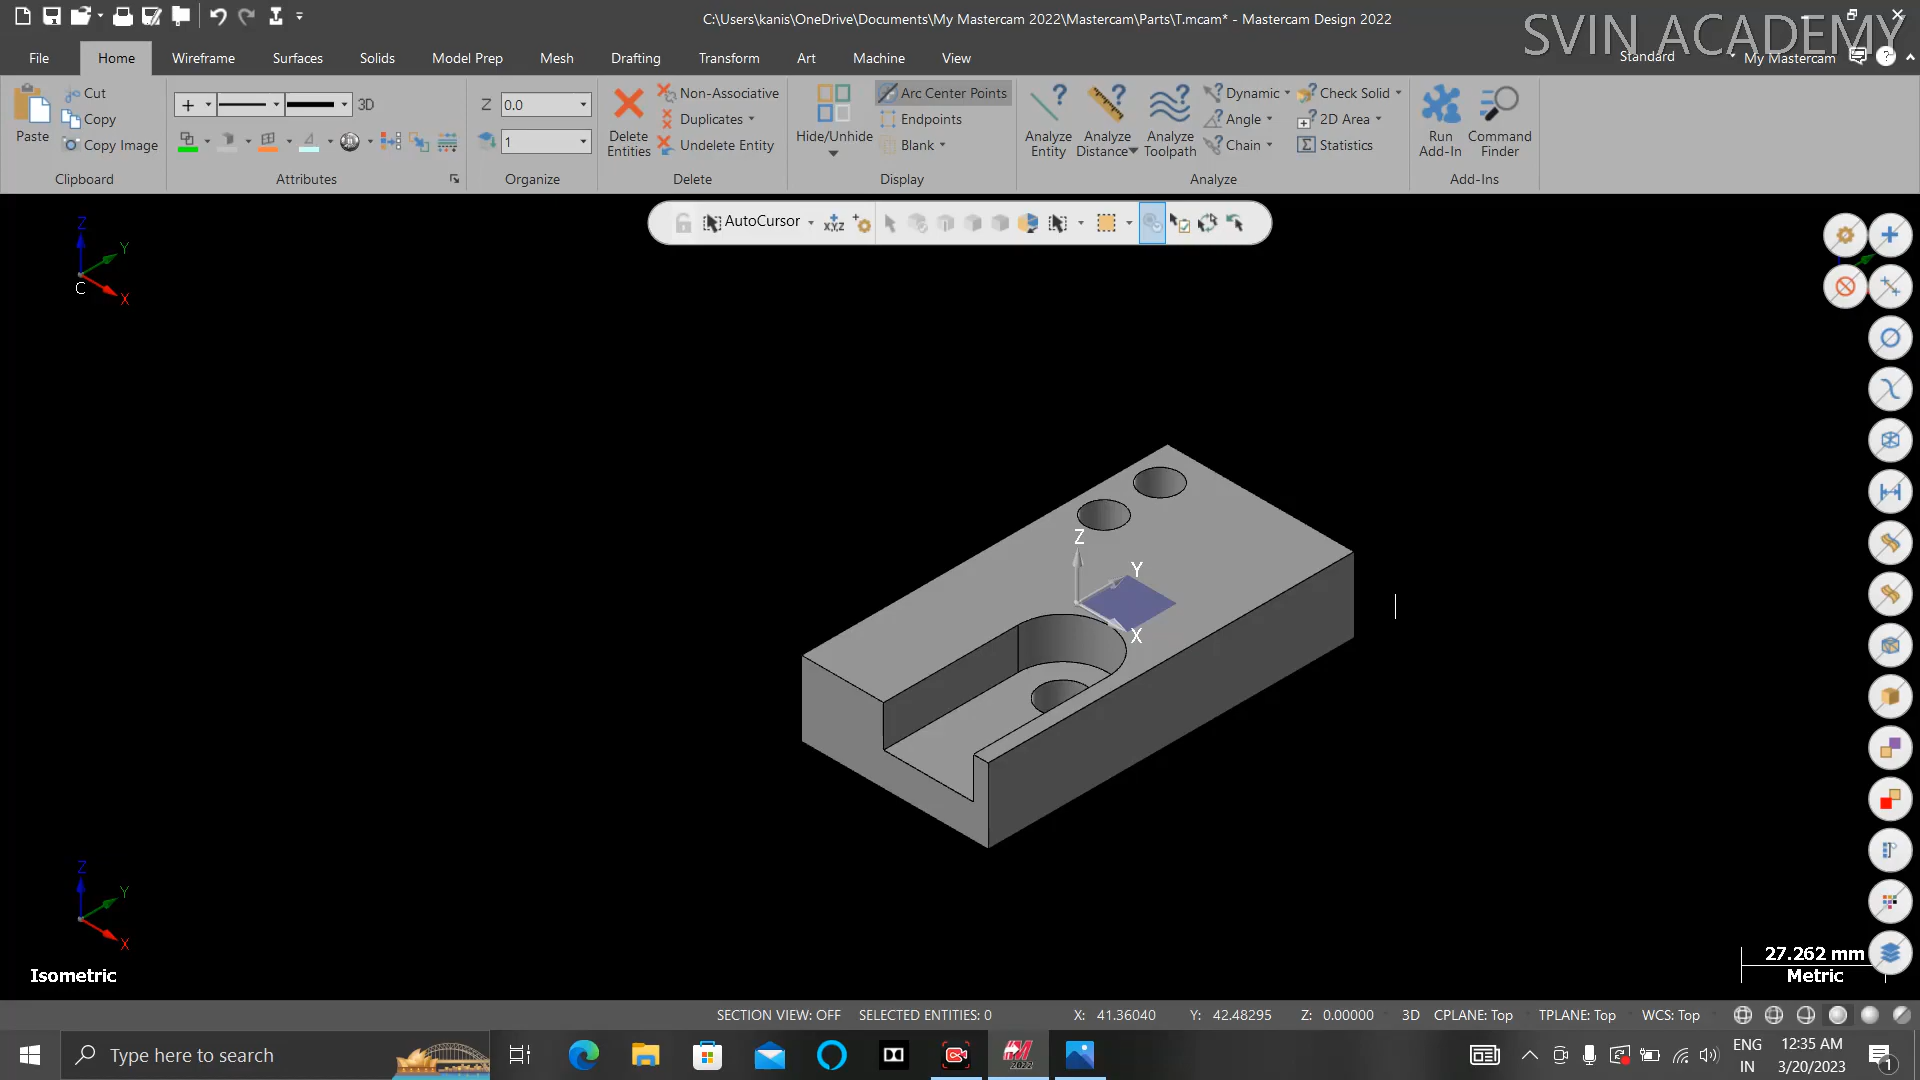 C:\Users\kanis\OneDrive\Documents\My Mastercam 2022\Mastercam\Parts\T.mcam* - Mastercam Design 2022
SVIN ACADEMY
File Home Wireframe Surfaces Solids Model Prep Mesh Drafting Transform Art Machine View Standard My Mastercam
Paste
Cut
Copy
Copy Image
Clipboard
3D
Attributes
Z 0.0
1
Organize
Delete Entities
Non-Associative
Duplicates
Undelete Entity
Delete
Hide/Unhide
Arc Center Points
Endpoints
Blank
Display
Analyze Entity
Analyze Distance
Analyze Toolpath
Dynamic
Angle
Chain
Check Solid
2D Area
Statistics
Analyze
Run Add-In
Command Finder
Add-Ins
AutoCursor
XYZ
Z
Y
X
C
Z
Y
X
Z
Y
X
Isometric
27.262 mm
Metric
SECTION VIEW: OFF SELECTED ENTITIES: 0 X: 41.36040 Y: 42.48295 Z: 0.00000 3D CPLANE: Top TPLANE: Top WCS: Top
Type here to search
2022
ENG
IN
12:35 AM
3/20/2023
1